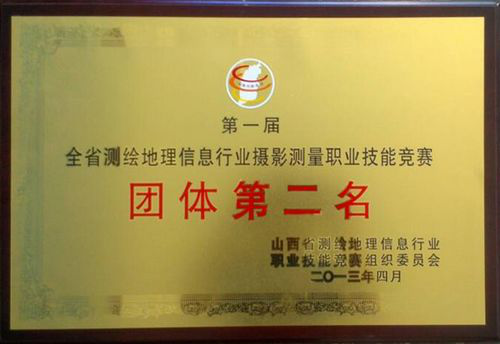 第一届
全省测绘地理信息行业摄影测量职业技能竞赛
团体第二名
山西省测绘地理信息行业
职业技能竞赛组织委员会
二〇一三年四月